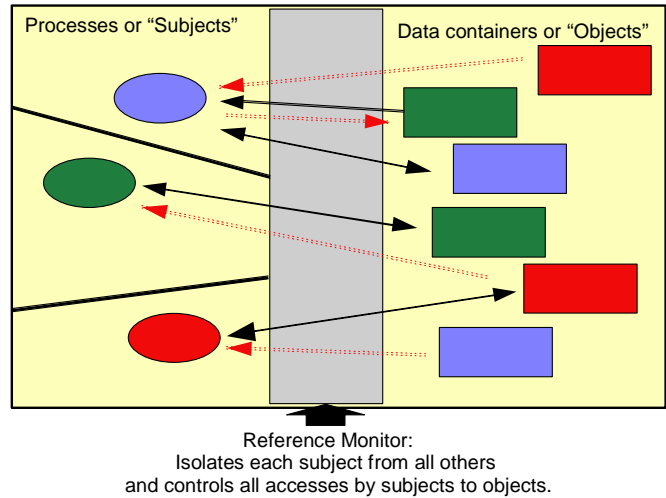 Processes or “Subjects”
Data containers or “Objects”
Reference Monitor:
Isolates each subject from all others
and controls all accesses by subjects to objects.